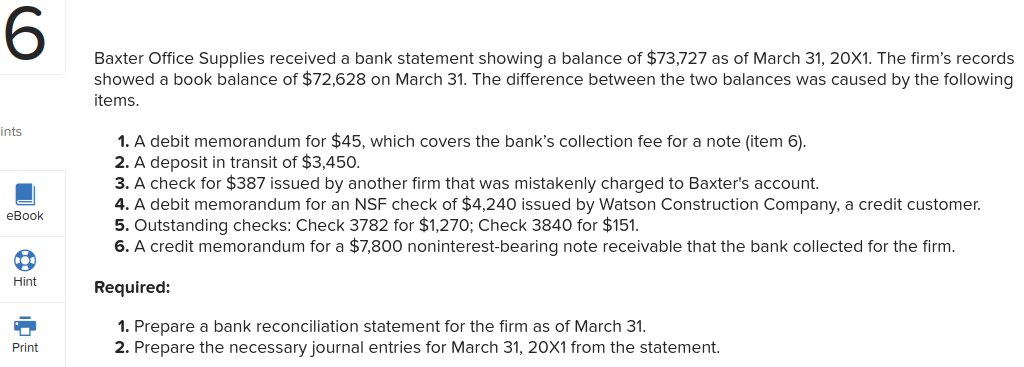 6
Baxter Office Supplies received a bank statement showing a balance of $73,727 as of March 31, 20X1. The firm’s records
showed a book balance of $72,628 on March 31. The difference between the two balances was caused by the following
items.
ints
1. A debit memorandum for $45, which covers the bank’s collection fee for a note (item 6).
2. A deposit in transit of $3,450.
3. A check for $387 issued by another firm that was mistakenly charged to Baxter's account.
4. A debit memorandum for an NSF check of $4,240 issued by Watson Construction Company, a credit customer.
5. Outstanding checks: Check 3782 for $1,270; Check 3840 for $151.
6. A credit memorandum for a $7,800 noninterest-bearing note receivable that the bank collected for the firm.
eBook
Hint
Print
Required:
1. Prepare a bank reconciliation statement for the firm as of March 31.
2. Prepare the necessary journal entries for March 31, 20X1 from the statement.